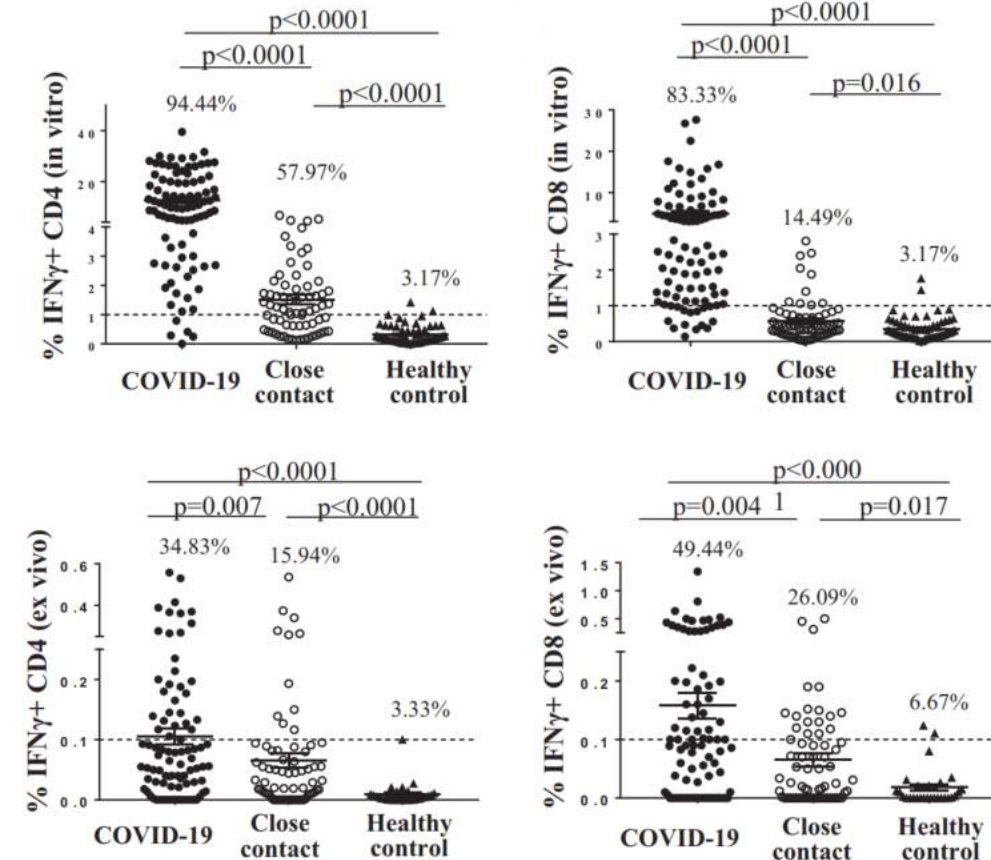 p<0.0001
p<0.0001
p<0.0001
94.44%
57.97%
3.17%
% IFNγ+ CD4 (in vitro)
40
20
4
3
2
1
0
COVID-19
Close
contact
Healthy
control
p<0.0001
p<0.0001
p=0.016
83.33%
14.49%
3.17%
% IFNγ+ CD8 (in vitro)
30
20
10
3
2
1
0
COVID-19
Close
contact
Healthy
control
p<0.0001
p=0.007
p<0.0001
34.83%
15.94%
3.33%
% IFNγ+ CD4 (ex vivo)
0.6
0.4
0.2
0.1
0.0
COVID-19
Close
contact
Healthy
control
p<0.000
1
p=0.004
p=0.017
49.44%
26.09%
6.67%
% IFNγ+ CD8 (ex vivo)
1.5
1.0
0.5
0.2
0.1
0.0
COVID-19
Close
contact
Healthy
control